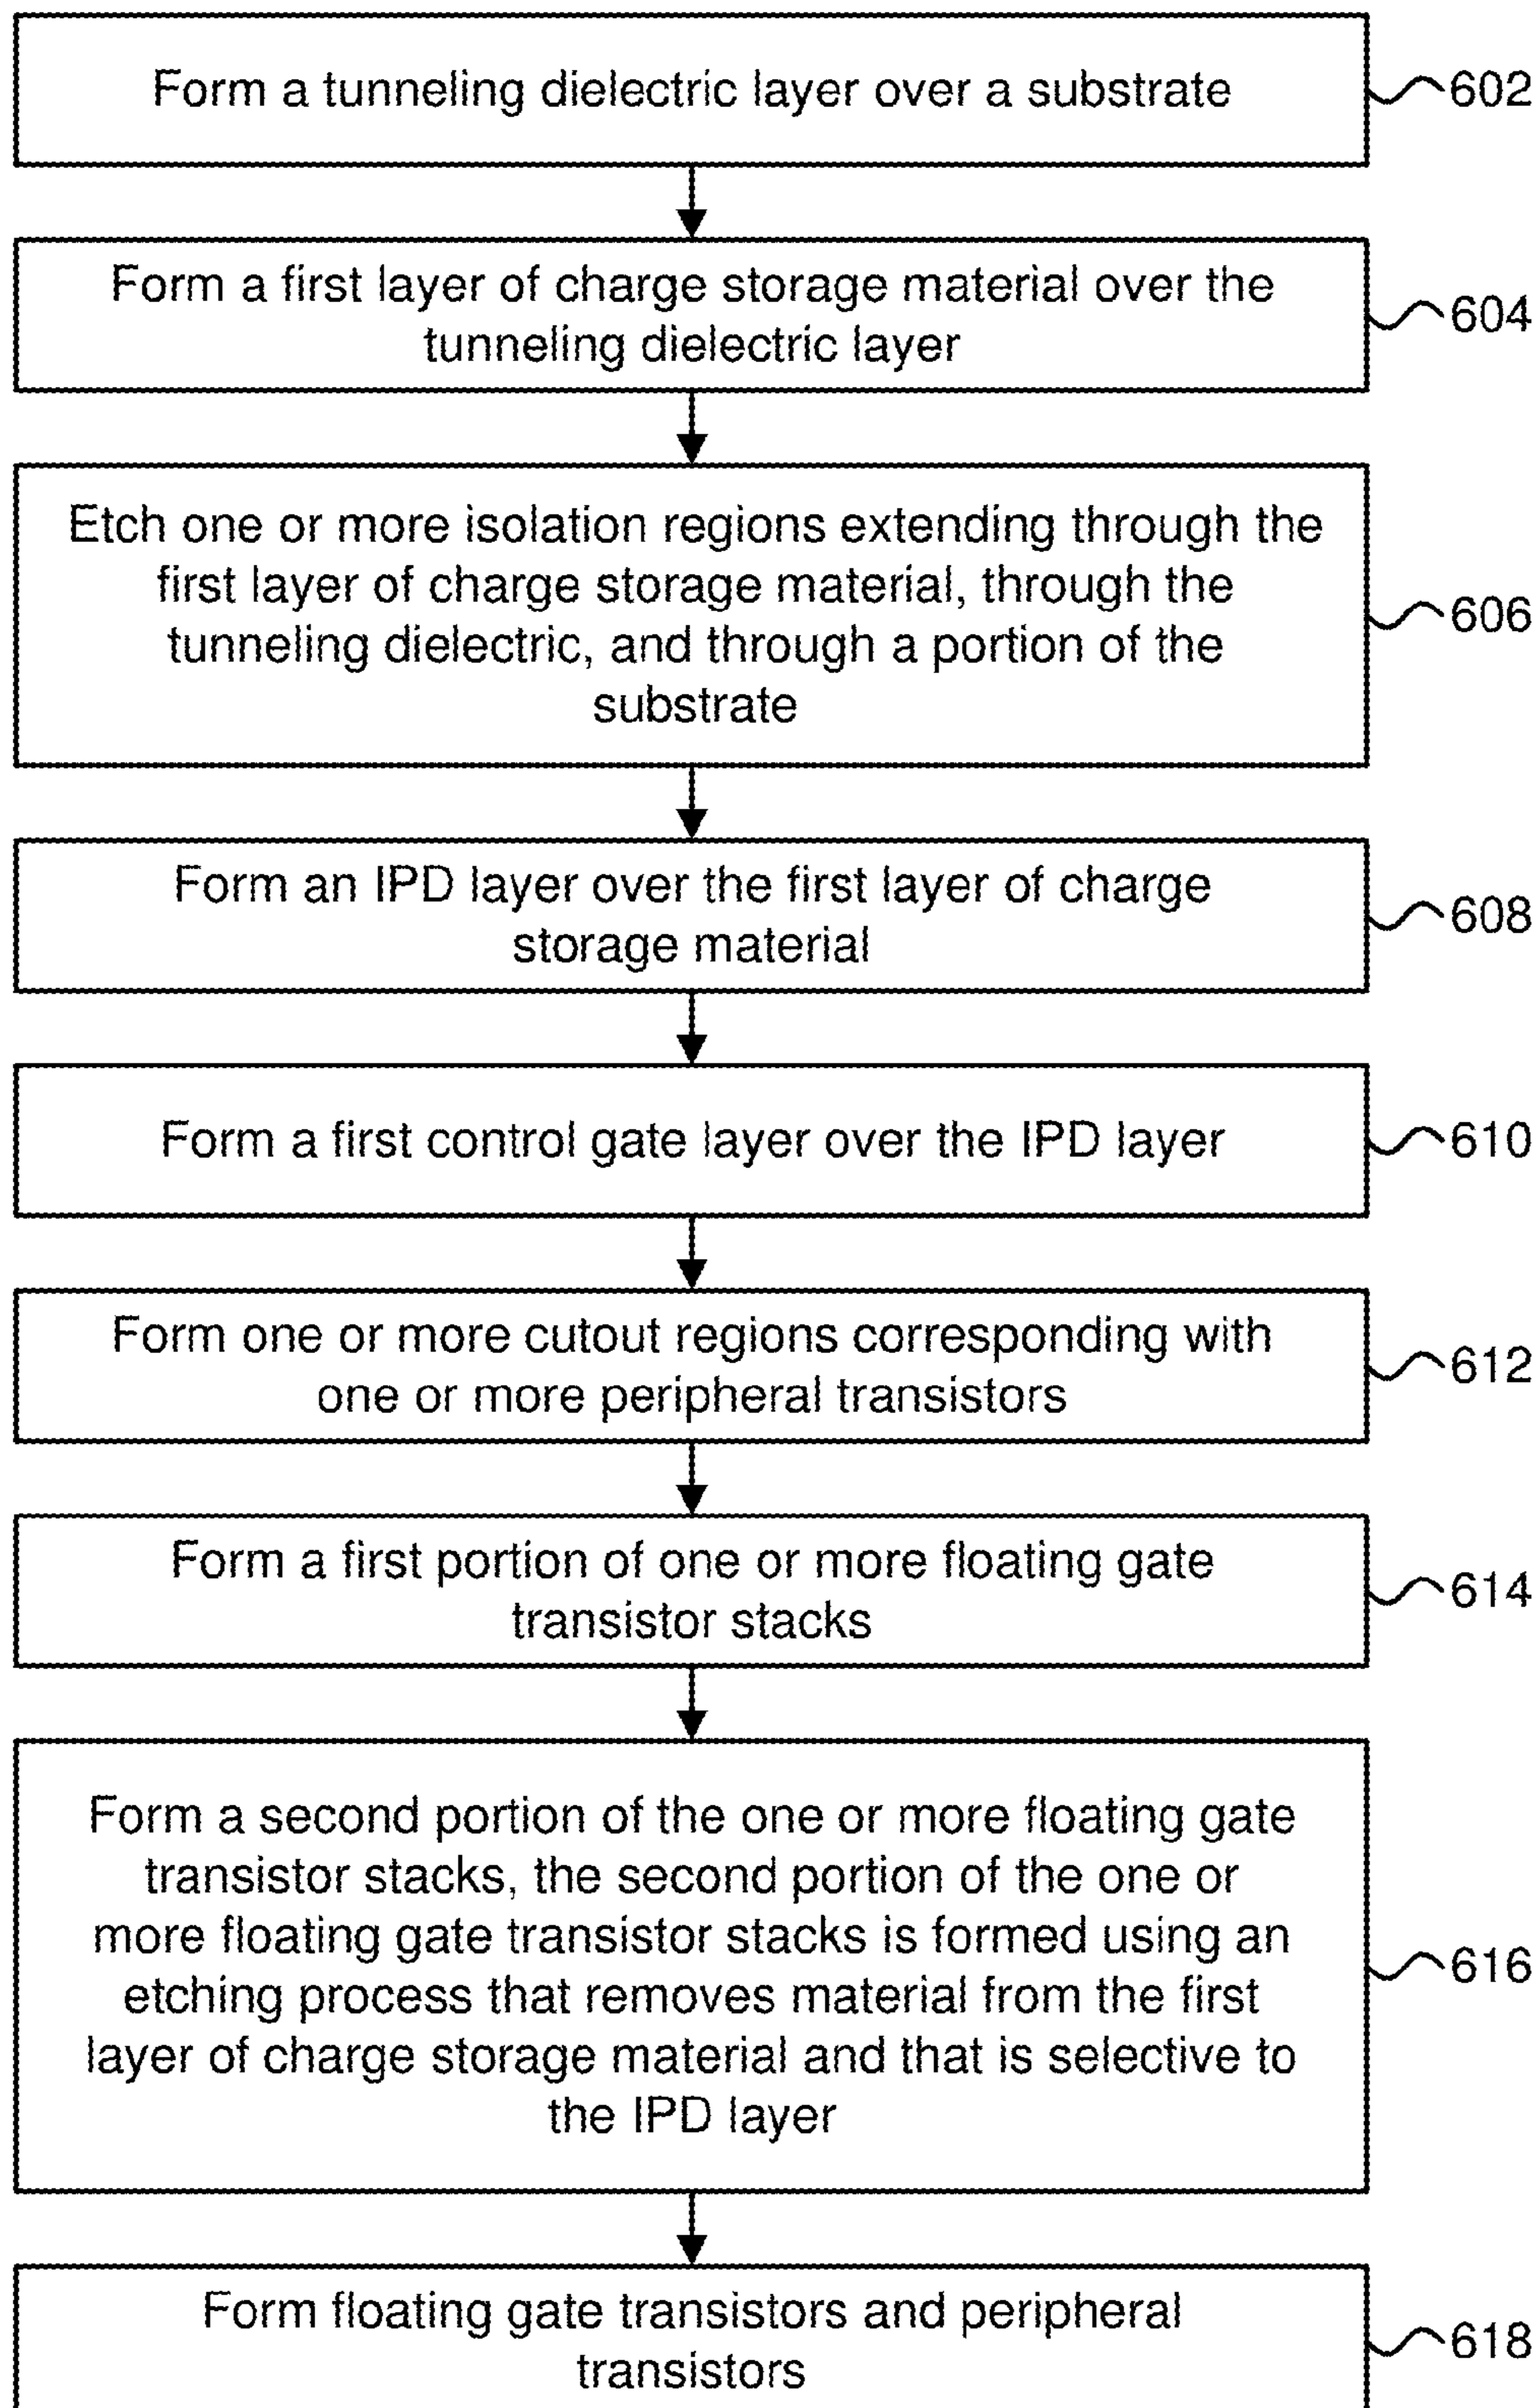 Form a tunneling dielectric layer over a substrate
602
Form a first layer of charge storage material over the
tunneling dielectric layer
604
Etch one or more isolation regions extending through the
first layer of charge storage material, through the
tunneling dielectric, and through a portion of the
substrate
606
Form an IPD layer over the first layer of charge
storage material
608
Form a first control gate layer over the IPD layer
610
Form one or more cutout regions corresponding with
one or more peripheral transistors
612
Form a first portion of one or more floating gate
transistor stacks
614
Form a second portion of the one or more floating gate
transistor stacks, the second portion of the one or
more floating gate transistor stacks is formed using an
etching process that removes material from the first
layer of charge storage material and that is selective to
the IPD layer
616
Form floating gate transistors and peripheral
transistors
618